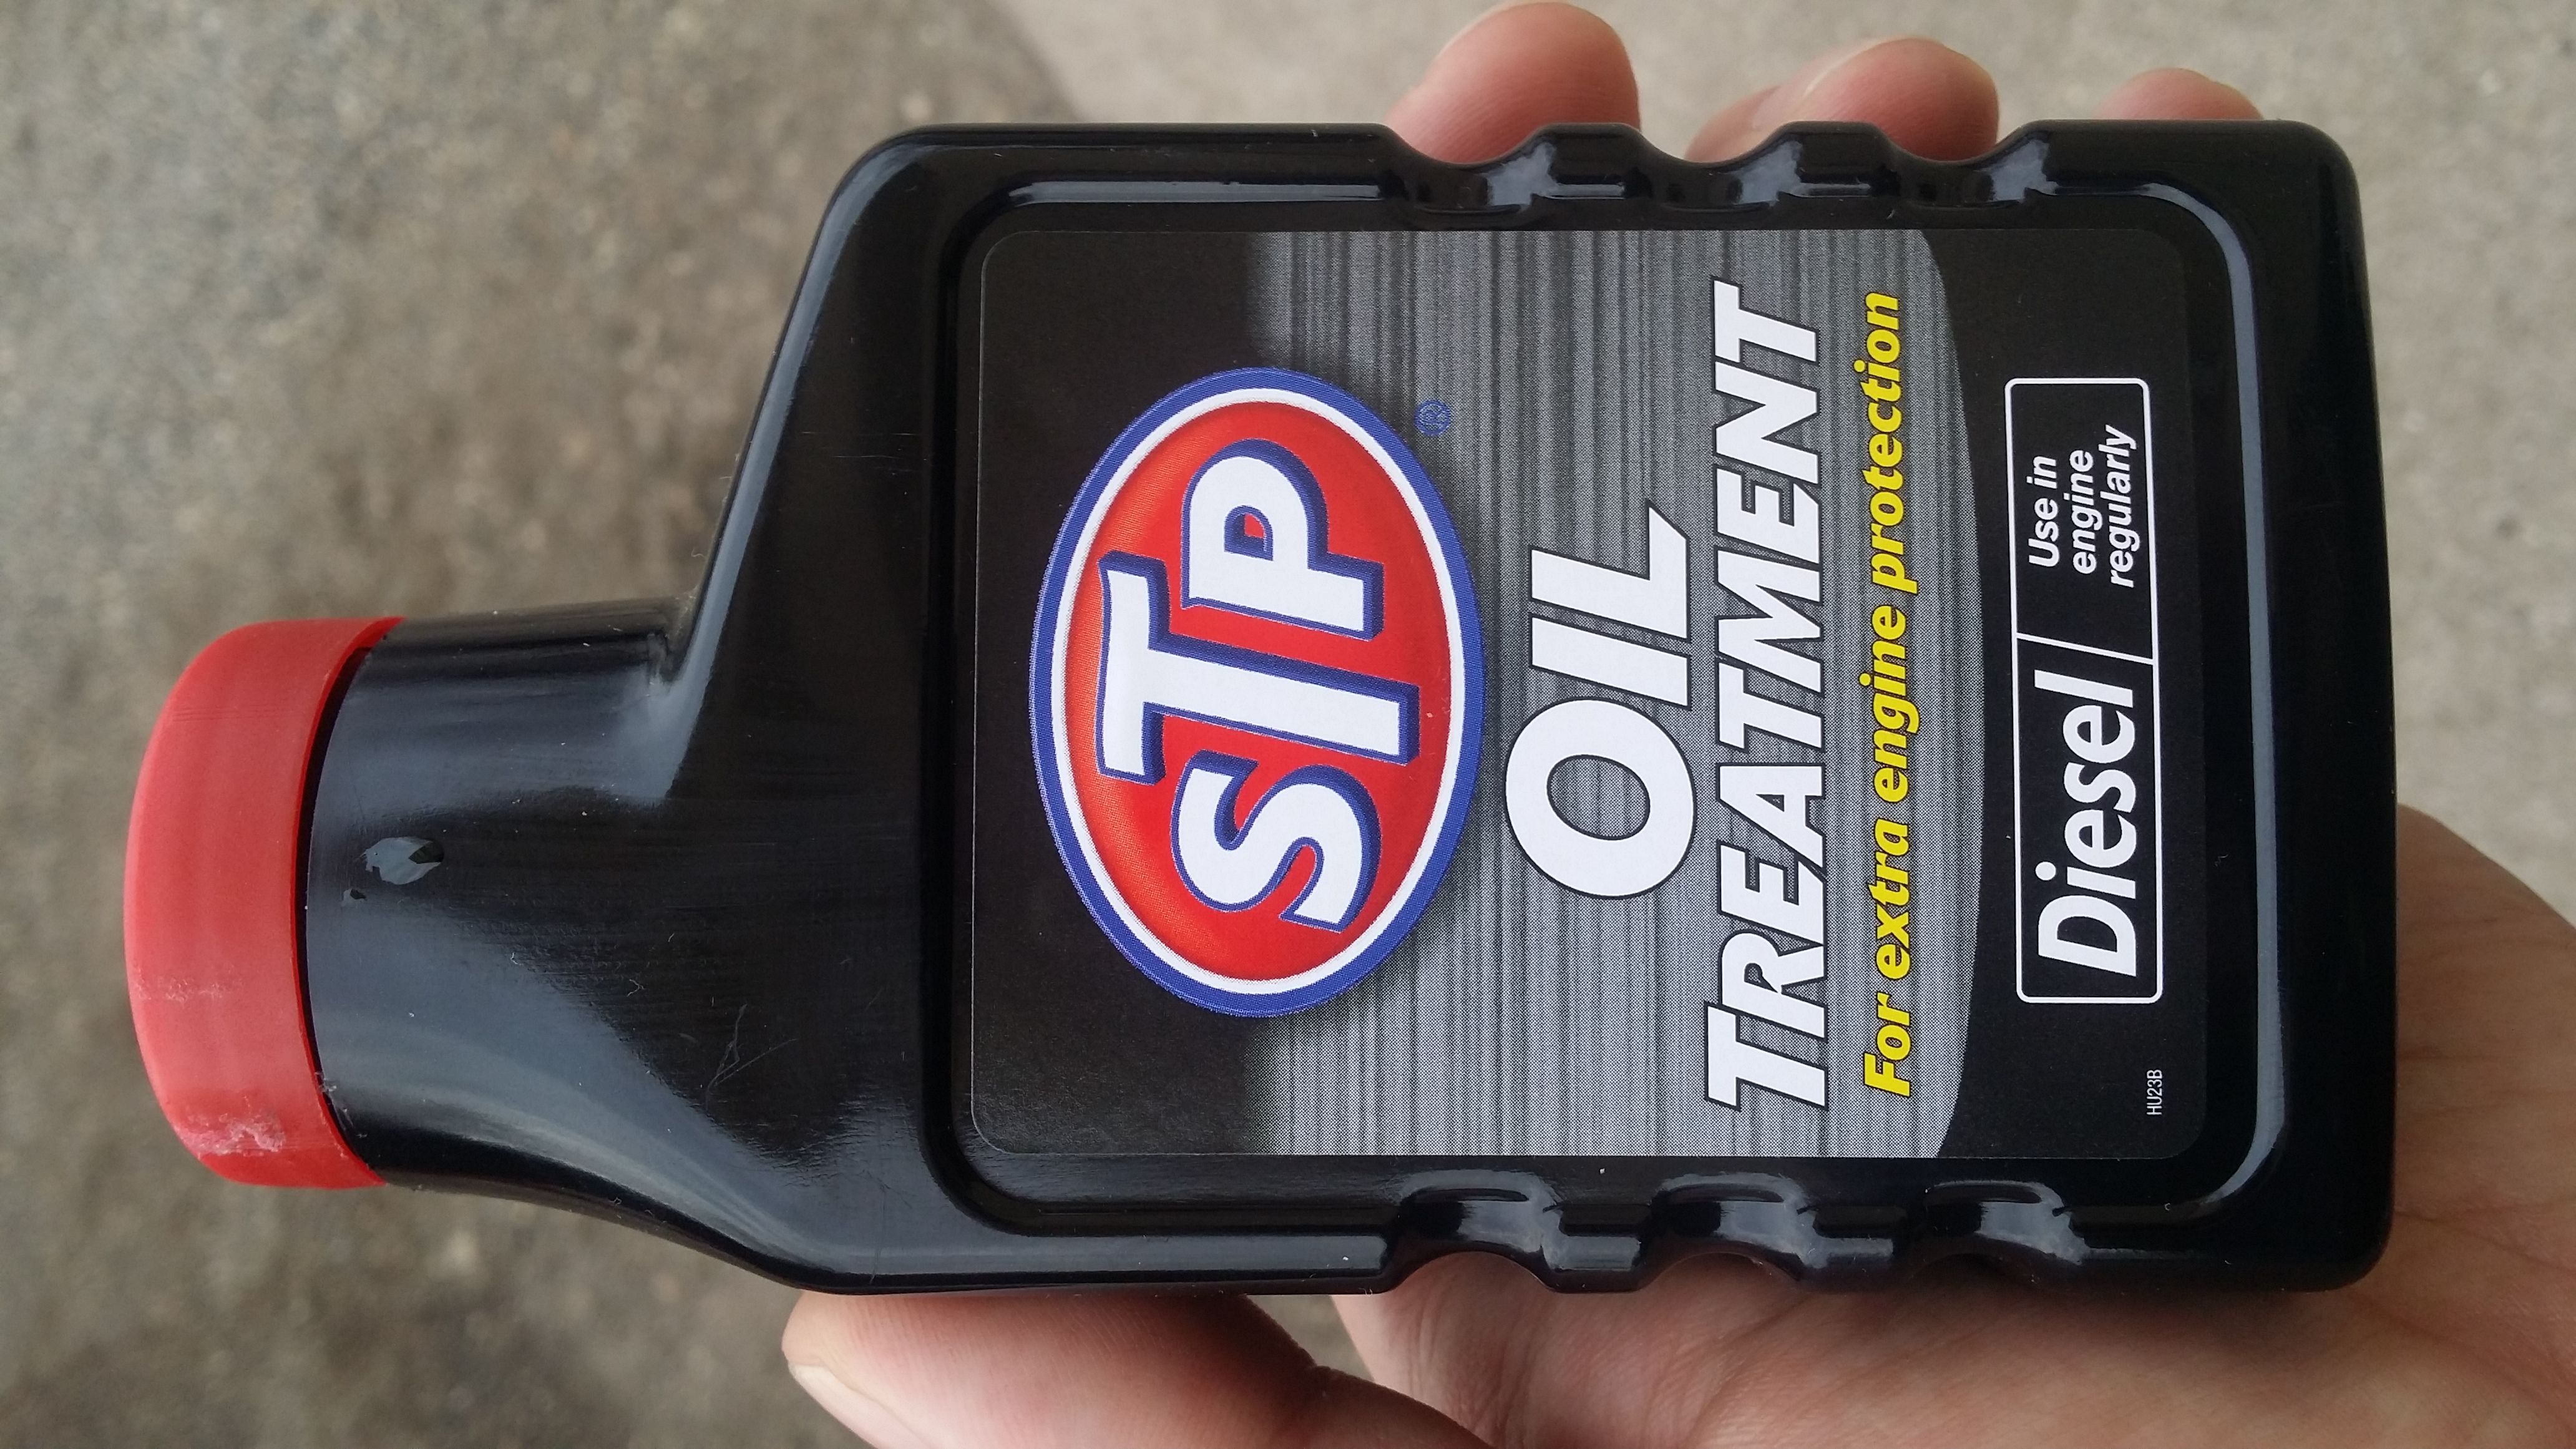 STP
®
OIL
TREATMENT
For extra engine protection
Diesel
Use in
engine
regularly
HU23B